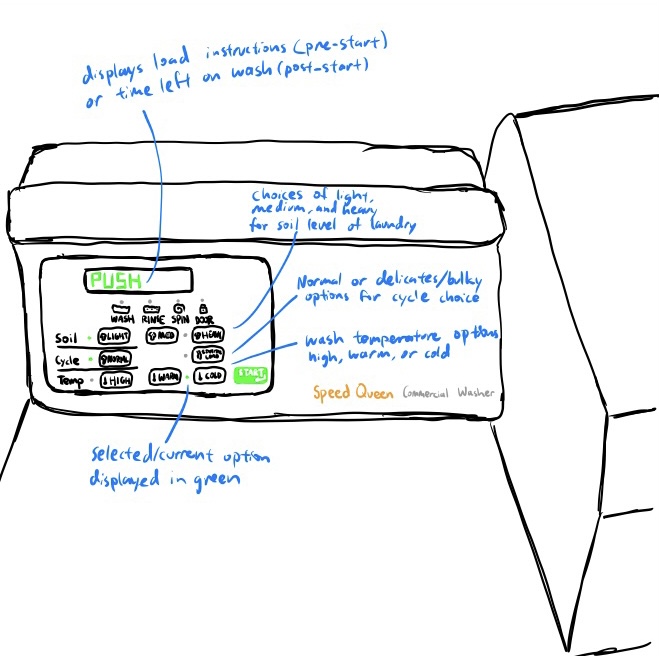 displays load instructions (pre-start)
or time left on wash (post-start)
choices of light,
medium, and heavy
for soil level of laundry
PUSH
Normal or delicates/bulky
options for cycle choice
WASH RINSE SPIN DOOR
Soil LIGHT MED HEAVY
wash temperature options
high, warm, or cold
Cycle NORMAL
Temp HIGH WARM COLD START
Speed Queen Commercial Washer
selected/current option
displayed in green